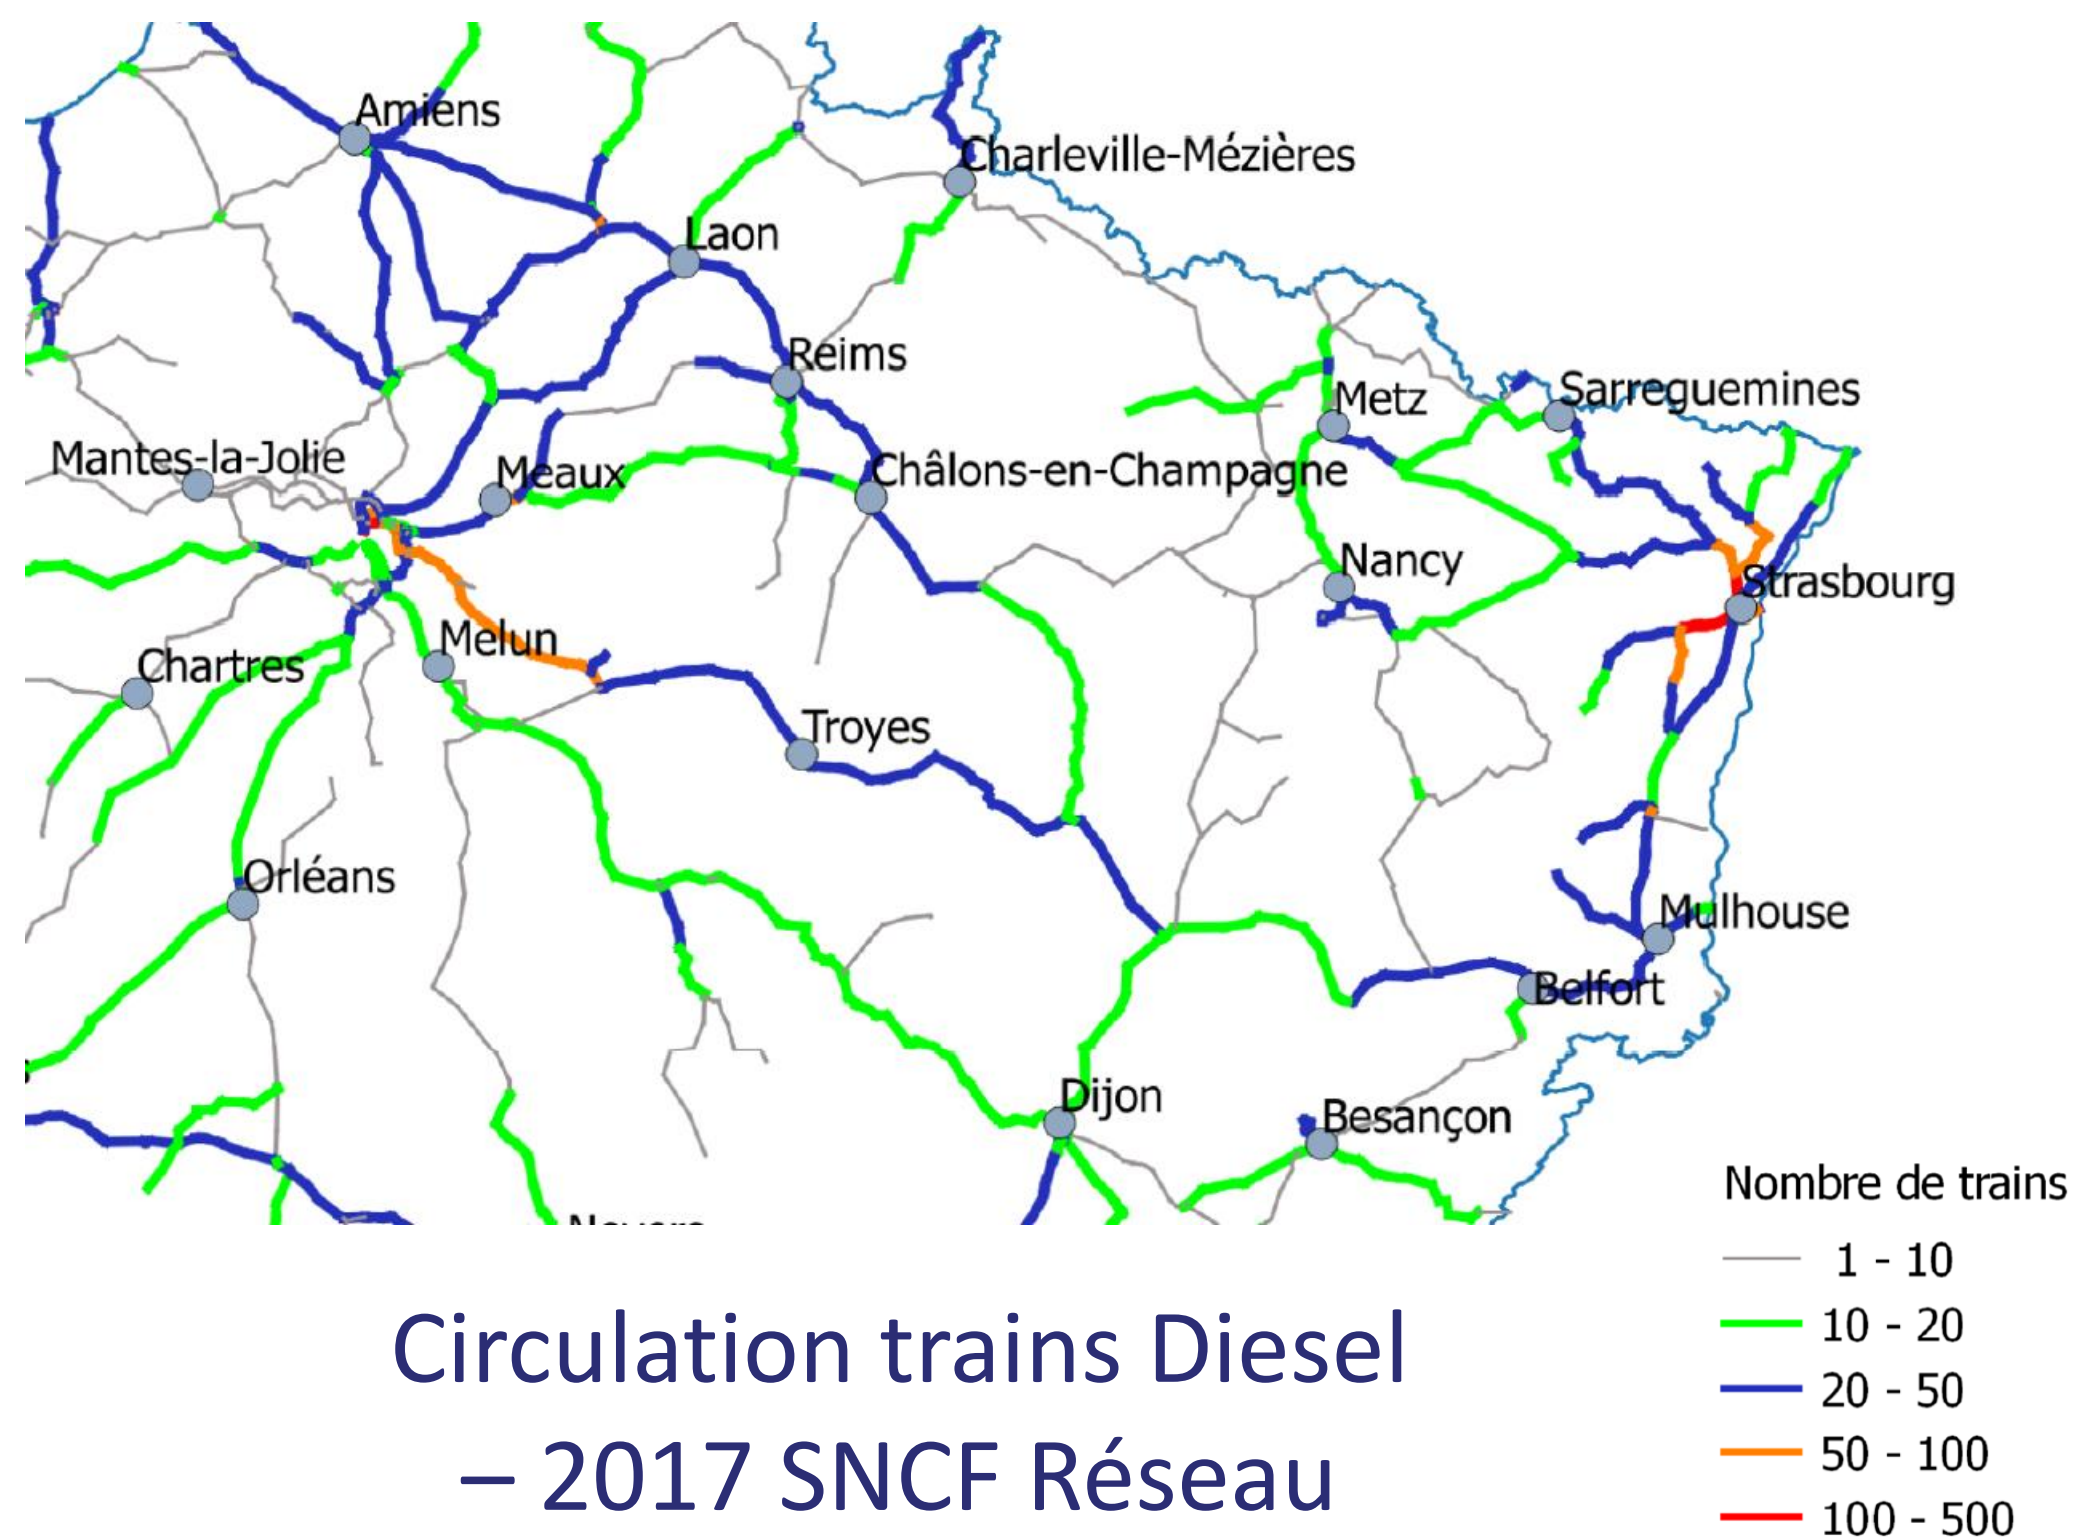 Amiens
Charleville-Mézières
Laon
Reims
Metz
Sarreguemines
Mantes-la-Jolie
Meaux
Châlons-en-Champagne
Nancy
Strasbourg
Melun
Chartres
Troyes
Orléans
Mulhouse
Belfort
Dijon
Besançon
Nombre de trains
1 - 10
10 - 20
20 - 50
50 - 100
100 - 500
Circulation trains Diesel
– 2017 SNCF Réseau